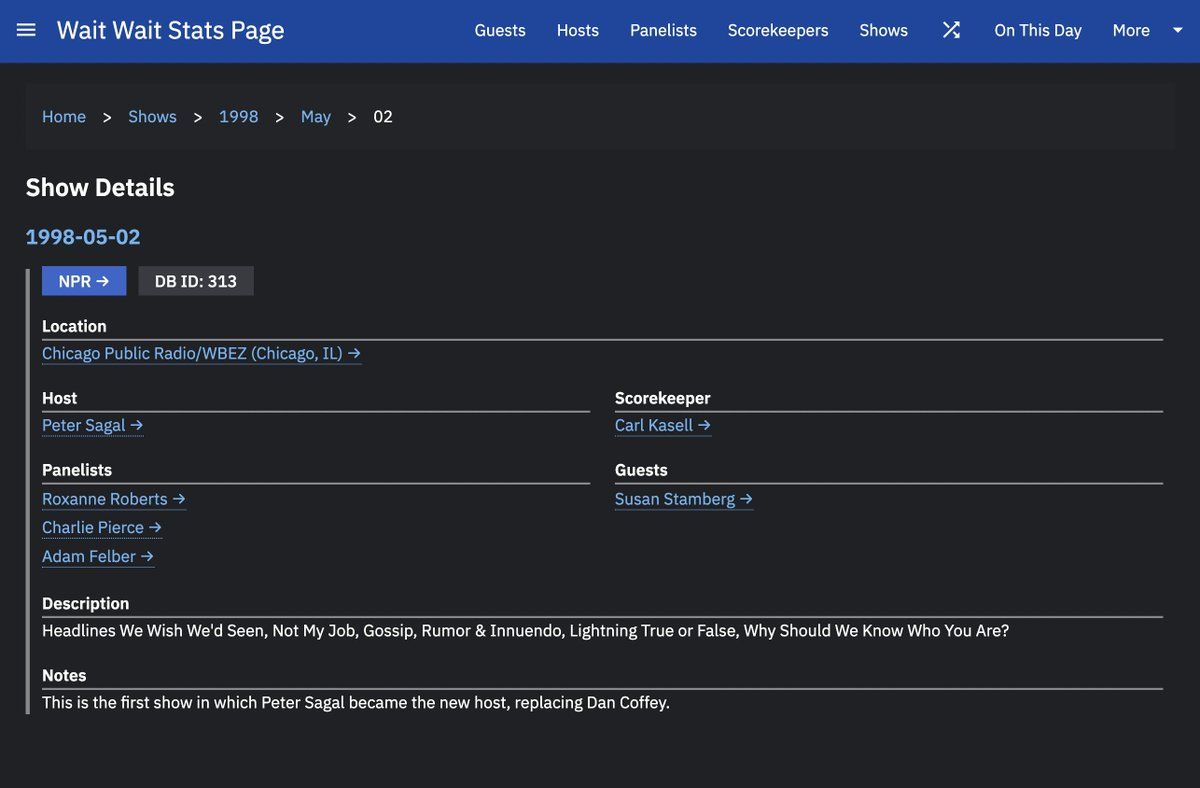 Wait Wait Stats Page Guests Hosts Panelists Scorekeepers Shows On This Day More
Home > Shows > 1998 > May > 02
Show Details
1998-05-02
NPR → DB ID: 313
Location
Chicago Public Radio/WBEZ (Chicago, IL) →
Host
Peter Sagal →
Scorekeeper
Carl Kasell →
Panelists
Roxanne Roberts →
Charlie Pierce →
Adam Felber →
Guests
Susan Stamberg →
Description
Headlines We Wish We'd Seen, Not My Job, Gossip, Rumor & Innuendo, Lightning True or False, Why Should We Know Who You Are?
Notes
This is the first show in which Peter Sagal became the new host, replacing Dan Coffey.